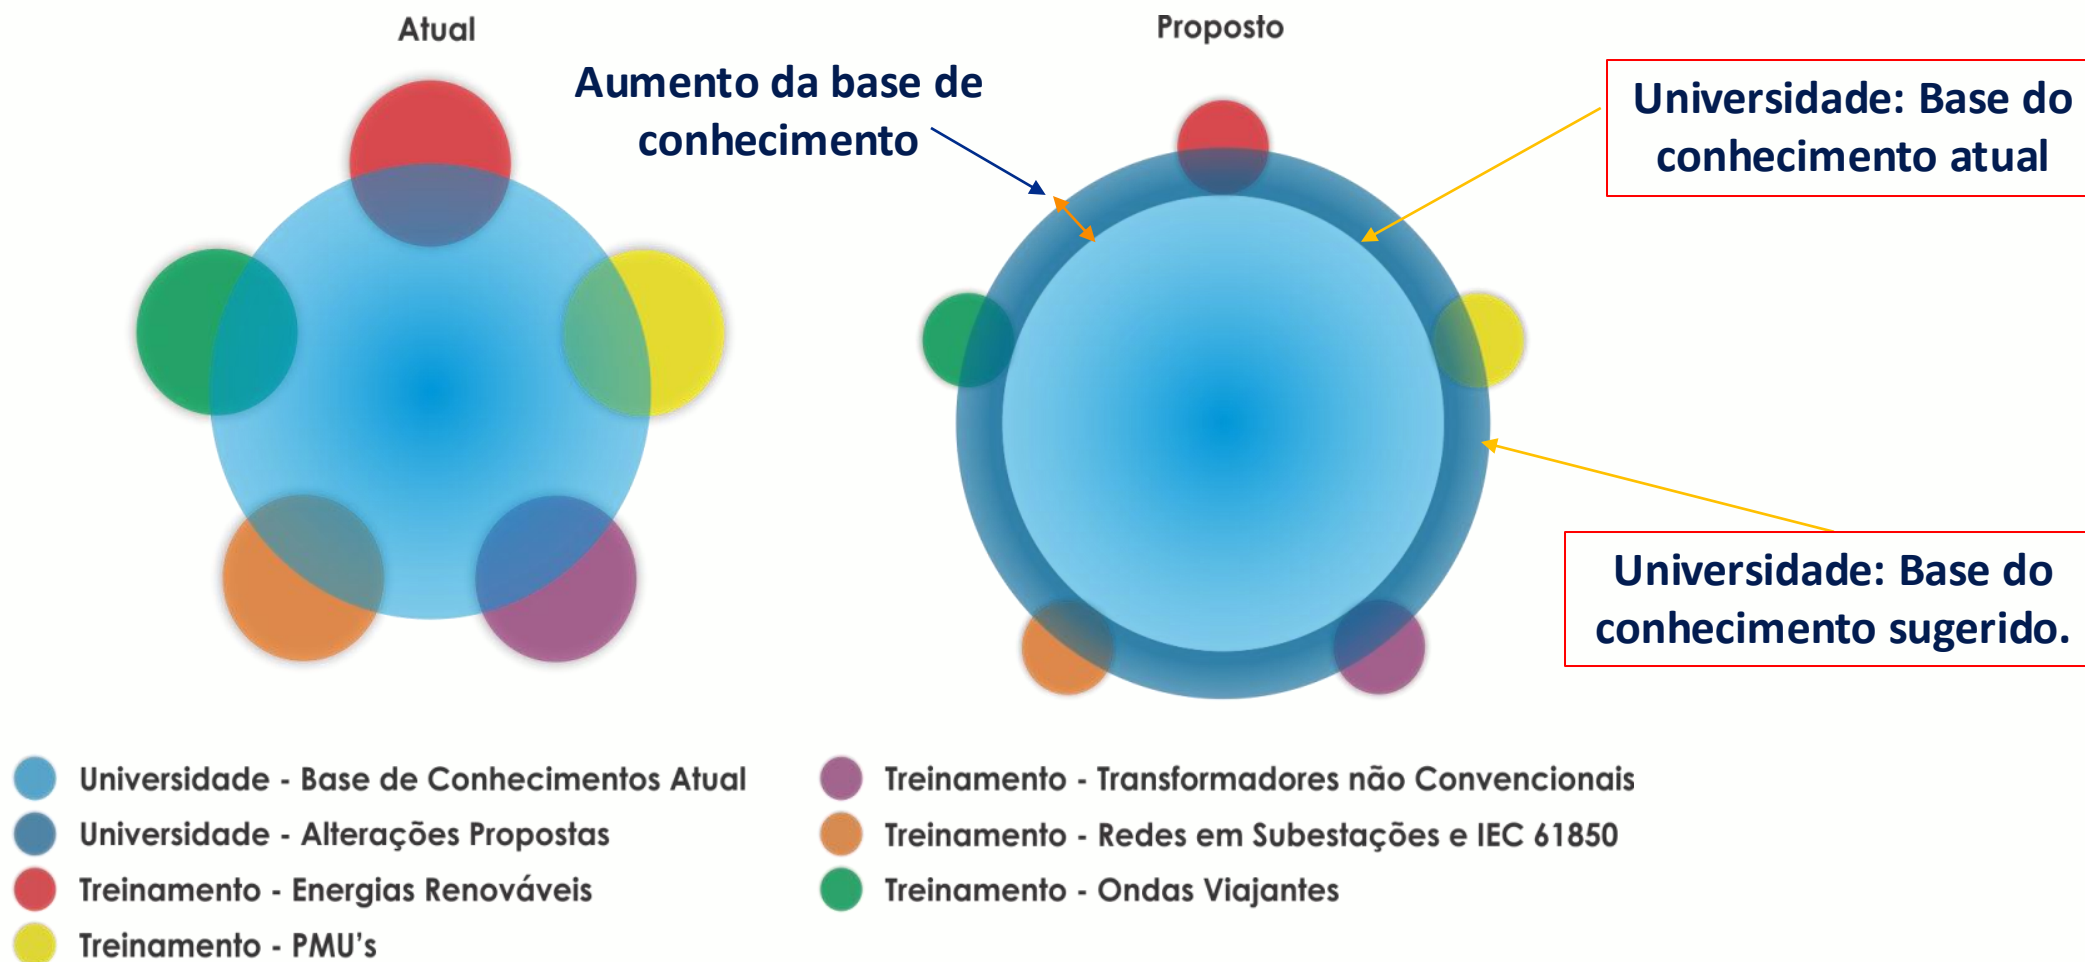 Atual
Proposto
Aumento da base de
conhecimento
Universidade: Base do
conhecimento atual
Universidade: Base do
conhecimento sugerido.
Universidade - Base de Conhecimentos Atual
Universidade - Alterações Propostas
Treinamento - Energias Renováveis
Treinamento - PMU's
Treinamento - Transformadores não Convencionais
Treinamento - Redes em Subestações e IEC 61850
Treinamento - Ondas Viajantes